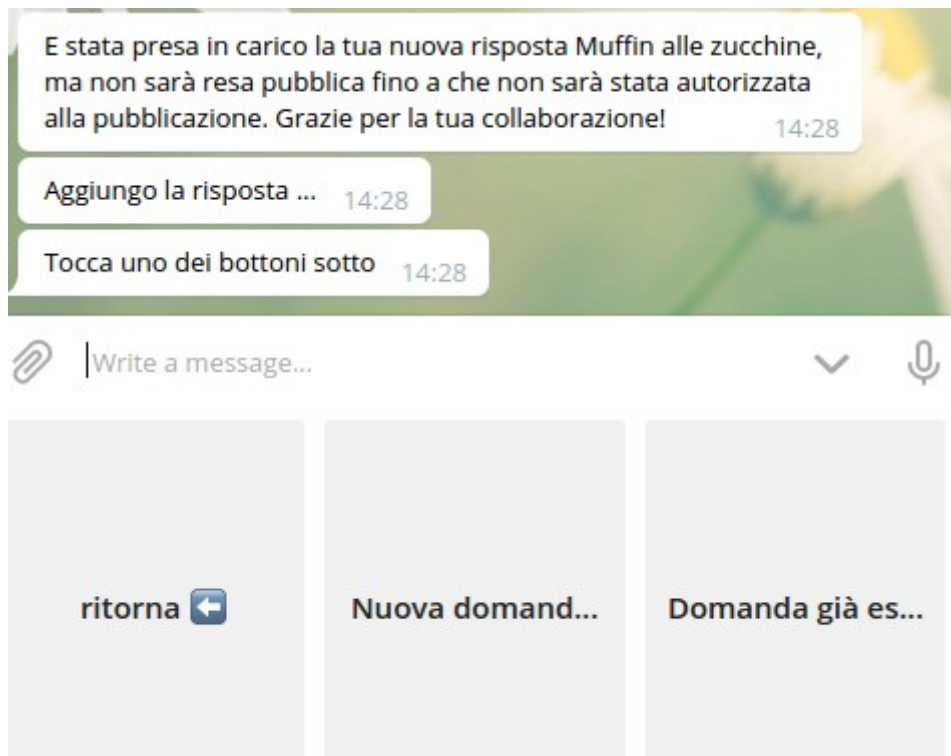 E stata presa in carico la tua nuova risposta Muffin alle zucchine,
ma non sarà resa pubblica fino a che non sarà stata autorizzata
alla pubblicazione. Grazie per la tua collaborazione!
14:28
Aggiungo la risposta ... 14:28
Tocca uno dei bottoni sotto 14:28
Write a message...
ritorna ⬅️ Nuova domand... Domanda già es...